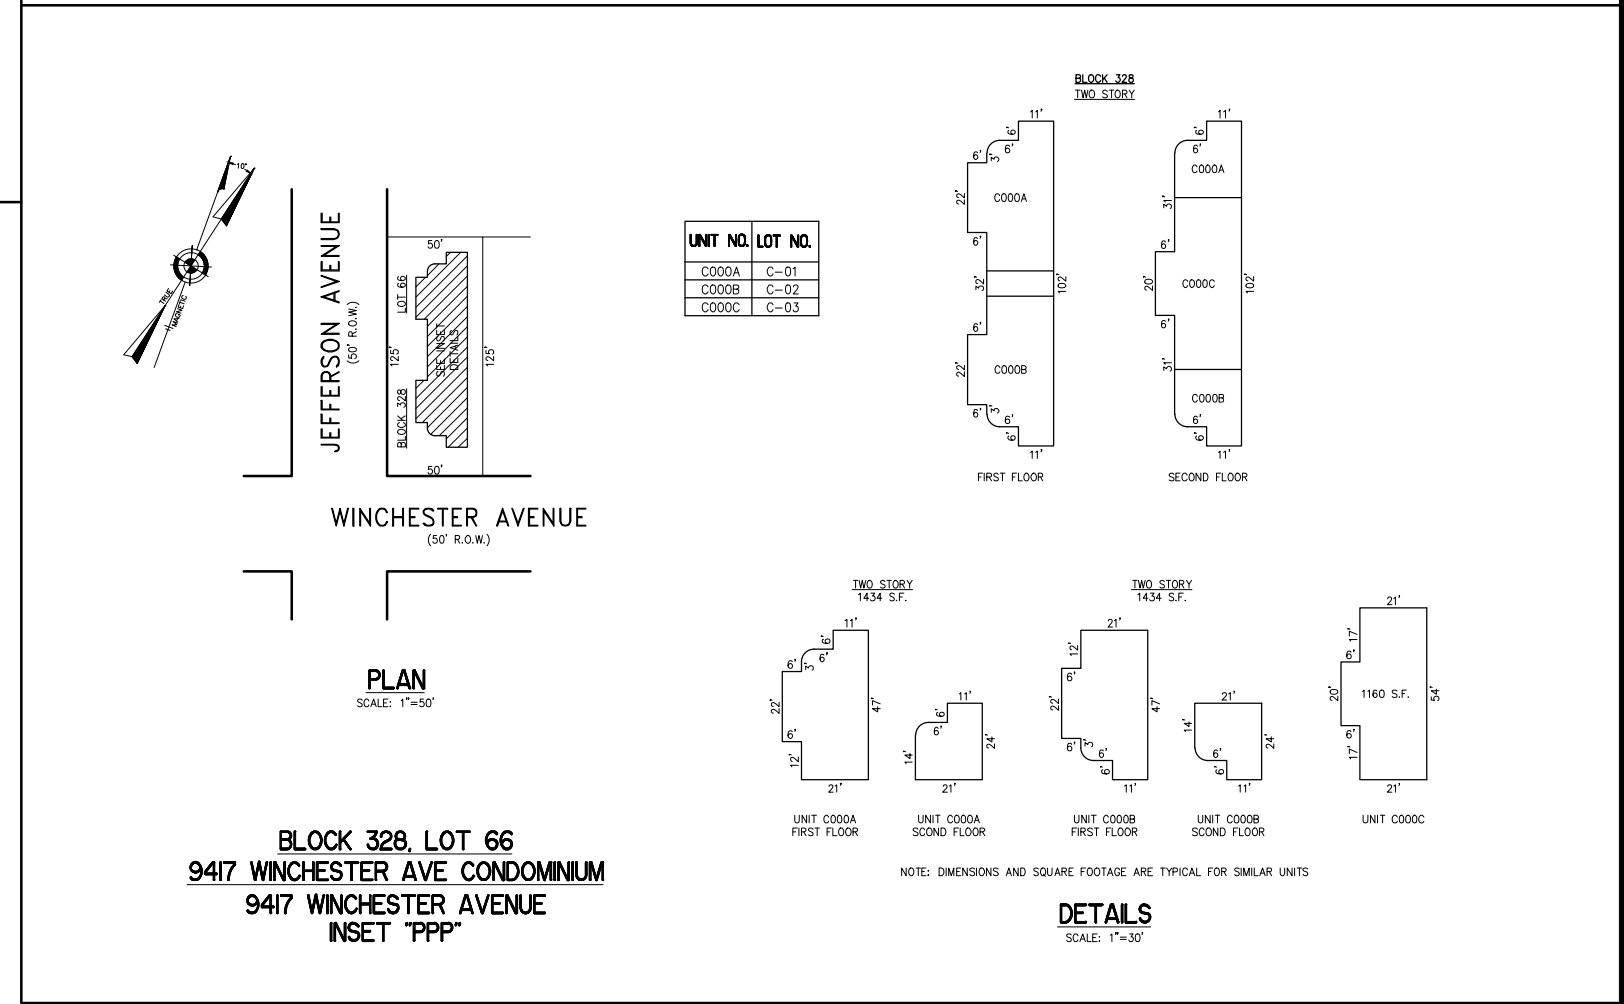 10°
TRUE
MAGNETIC
JEFFERSON AVENUE
(50' R.O.W.)
50'
LOT 66
125'
SEE INSET
DETAILS
125'
BLOCK 328
50'
WINCHESTER AVENUE
(50' R.O.W.)
PLAN
SCALE: 1"=50'
BLOCK 328, LOT 66
9417 WINCHESTER AVE CONDOMINIUM
9417 WINCHESTER AVENUE
INSET "PPP"
UNIT NO. LOT NO.
C000A C-01
C000B C-02
C000C C-03
BLOCK 328
TWO STORY
11'
6'
6'
6' 3'
22'
C000A
6'
32'
102'
6'
22'
C000B
6' 3'
6'
6'
11'
FIRST FLOOR
11'
6'
6'
C000A
31'
6'
20'
C000C
102'
6'
31'
C000B
6'
6'
11'
SECOND FLOOR
TWO STORY
1434 S.F.
11'
6'
6'
6' 3'
22'
47'
6'
12'
21'
UNIT C000A
FIRST FLOOR
11'
6'
6'
14'
24'
21'
UNIT C000A
SCOND FLOOR
TWO STORY
1434 S.F.
21'
12'
6'
22'
47'
6' 3'
6'
6'
11'
UNIT C000B
FIRST FLOOR
21'
14'
24'
6'
6'
11'
UNIT C000B
SCOND FLOOR
21'
17'
6'
20'
1160 S.F.
54'
6'
17'
21'
UNIT C000C
NOTE: DIMENSIONS AND SQUARE FOOTAGE ARE TYPICAL FOR SIMILAR UNITS
DETAILS
SCALE: 1"=30'